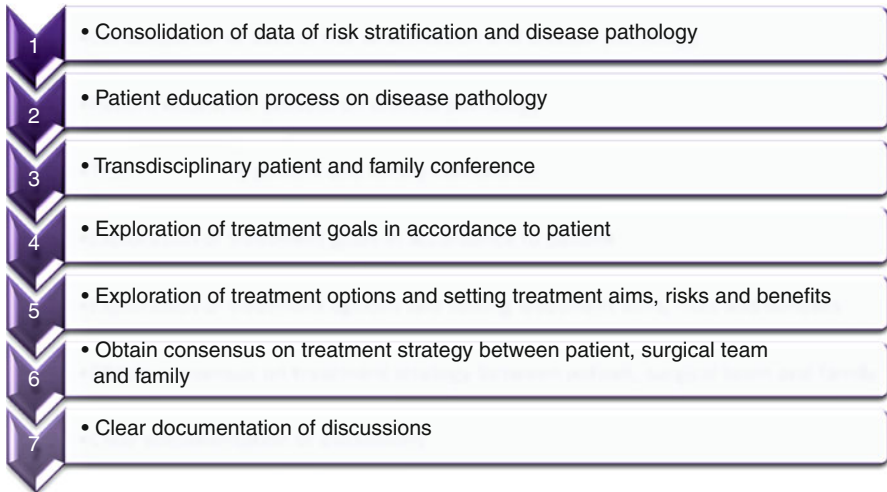 1
• Consolidation of data of risk stratification and disease pathology
2
• Patient education process on disease pathology
3
• Transdisciplinary patient and family conference
4
• Exploration of treatment goals in accordance to patient
5
• Exploration of treatment options and setting treatment aims, risks and benefits
6
• Obtain consensus on treatment strategy between patient, surgical team
and family
7
• Clear documentation of discussions